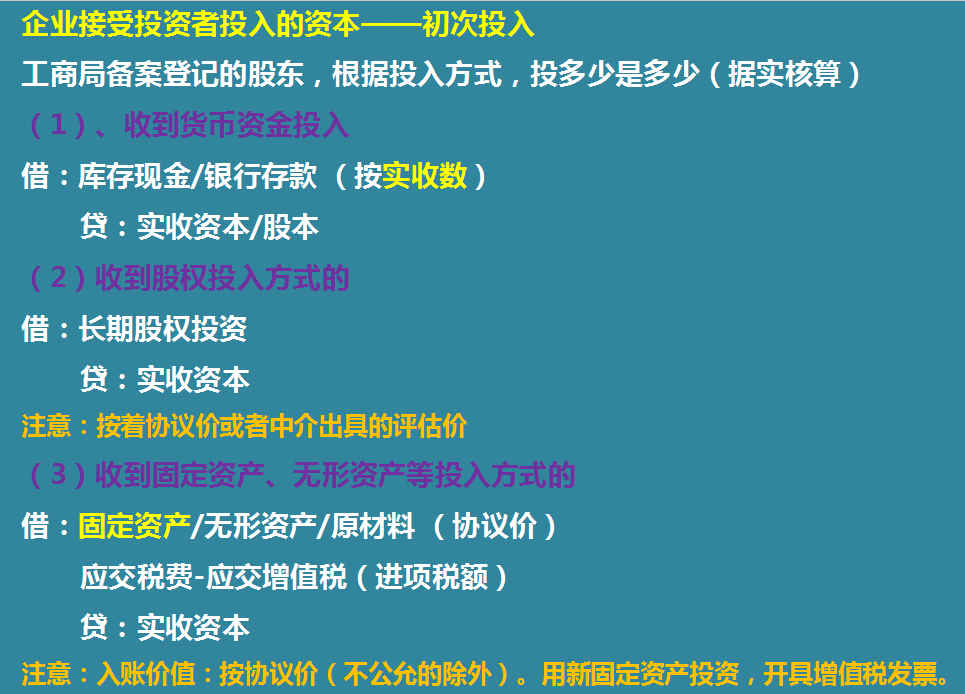 企业接受投资者投入的资本——初次投入
工商局备案登记的股东，根据投入方式，投多少是多少（据实核算）
（1）、收到货币资金投入
借：库存现金/银行存款 （按实收数）
贷：实收资本/股本
（2）收到股权投入方式的
借：长期股权投资
贷：实收资本
注意：按着协议价或者中介出具的评估价
（3）收到固定资产、无形资产等投入方式的
借：固定资产/无形资产/原材料 （协议价）
应交税费-应交增值税（进项税额）
贷：实收资本
注意：入账价值：按协议价（不公允的除外）。用新固定资产投资，开具增值税发票。